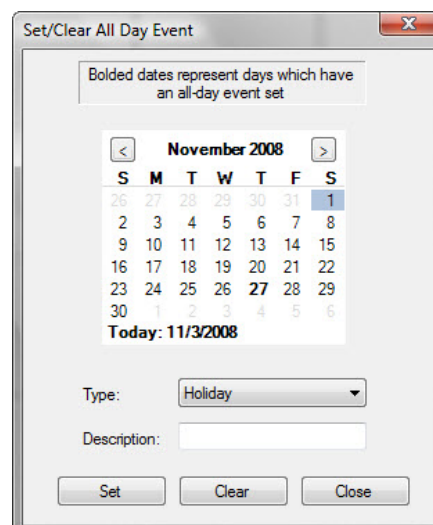 Set/Clear All Day Event
X
Bolded dates represent days which have
an all-day event set
< November 2008 >
S M T W T F S
26 27 28 29 30 31 1
2 3 4 5 6 7 8
9 10 11 12 13 14 15
16 17 18 19 20 21 22
23 24 25 26 27 28 29
30 1 2 3 4 5 6
Today: 11/3/2008
Type: Holiday
Description:
Set Clear Close